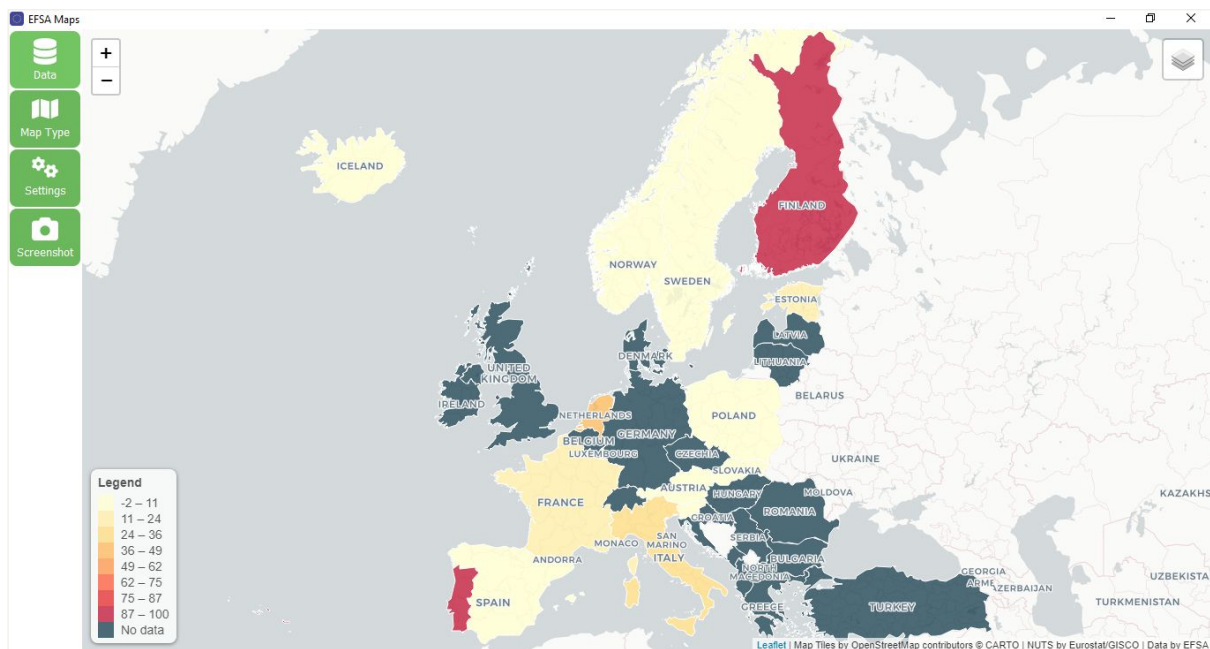 EFSA Maps
Data
Map Type
Settings
Screenshot
+
−
ICELAND
FINLAND
NORWAY
SWEDEN
ESTONIA
LATVIA
LITHUANIA
DENMARK
UNITED
KINGDOM
IRELAND
BELARUS
NETHERLANDS
POLAND
BELGIUM
GERMANY
LUXEMBOURG
CZECHIA
UKRAINE
SLOVAKIA
AUSTRIA
HUNGARY
MOLDOVA
KAZAKHS
FRANCE
ROMANIA
CROATIA
SERBIA
MONACO
SAN
MARINO
ITALY
ANDORRA
BULGARIA
NORTH
MACEDONIA
GEORGIA
ARME
AZERBAIJAN
UZBEKISTA
SPAIN
GREECE
TURKEY
TURKMENISTAN
Legend
-2 – 11
11 – 24
24 – 36
36 – 49
49 – 62
62 – 75
75 – 87
87 – 100
No data
Leaflet | Map Tiles by OpenStreetMap contributors © CARTO | NUTS by Eurostat/GISCO | Data by EFSA